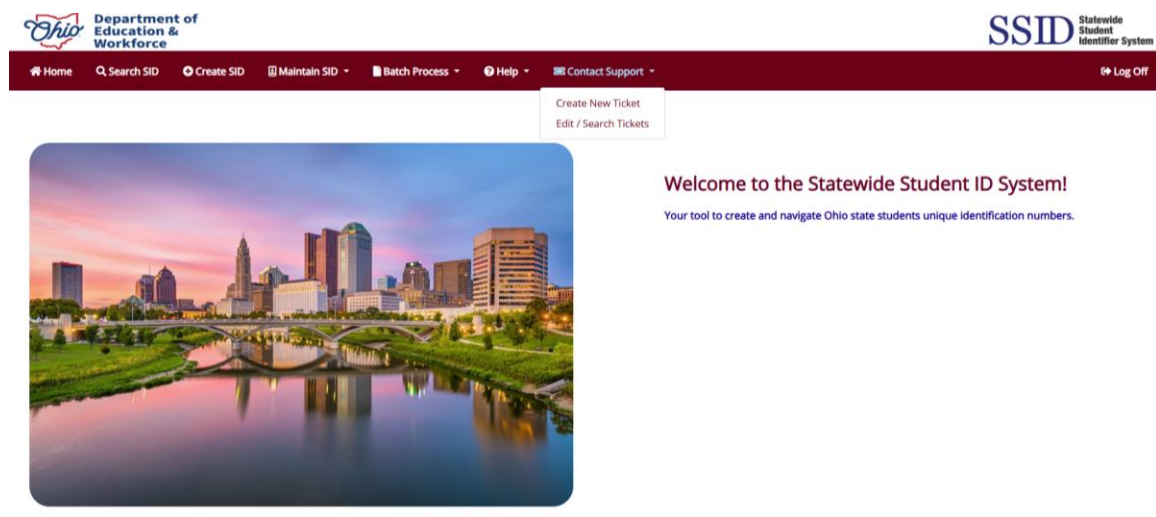 Ohio
Department of
Education &
Workforce
SSID
Statewide
Student
Identifier System
Home
Search SID
Create SID
Maintain SID
Batch Process
Help
Contact Support
Log Off
Create New Ticket
Edit / Search Tickets
Welcome to the Statewide Student ID System!
Your tool to create and navigate Ohio state students unique identification numbers.